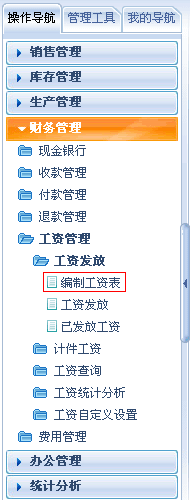 操作导航 管理工具 我的导航
销售管理
库存管理
生产管理
财务管理
现金银行
收款管理
付款管理
退款管理
工资管理
工资发放
编制工资表
工资发放
已发放工资
计件工资
工资查询
工资统计分析
工资自定义设置
费用管理
办公管理
统计分析